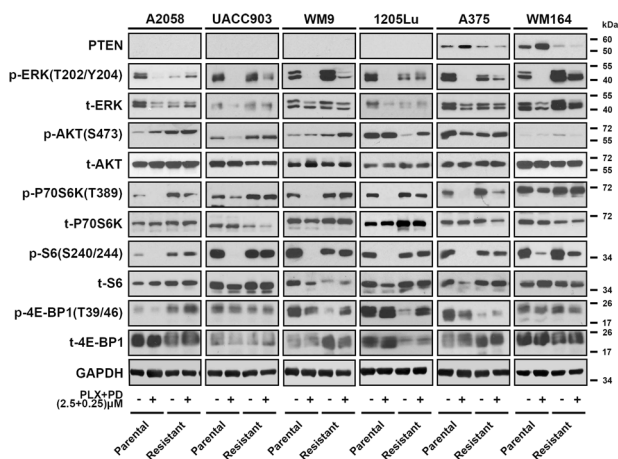 A2058 UACC903 WM9 1205Lu A375 WM164
kDa
PTEN 60
50
p-ERK(T202/Y204) 55
40
t-ERK 55
40
p-AKT(S473) 72
55
t-AKT 72
55
p-P70S6K(T389) 72
t-P70S6K 72
p-S6(S240/244) 34
t-S6 34
p-4E-BP1(T39/46) 26
17
t-4E-BP1 26
17
GAPDH 34
PLX+PD - + - + - + - + - + - + - + - + - + - + - + - +
(2.5+0.25)μM
Parental Resistant Parental Resistant Parental Resistant Parental Resistant Parental Resistant Parental Resistant